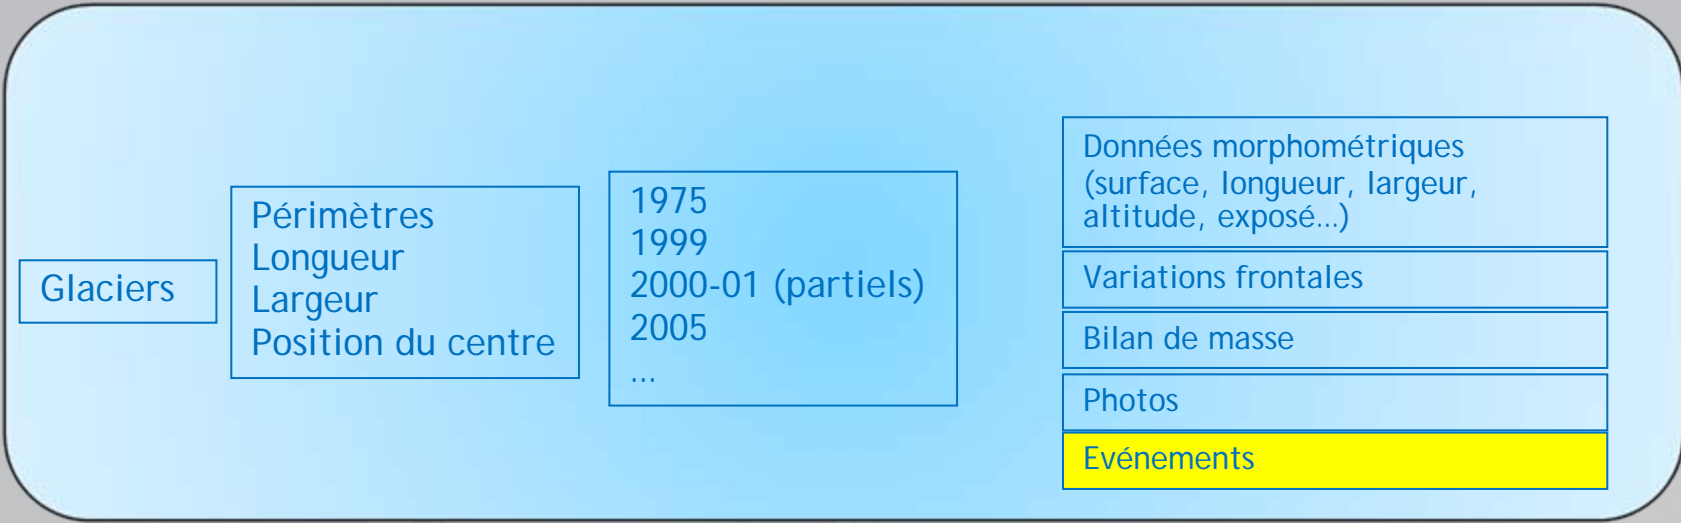 Glaciers
Périmètres
Longueur
Largeur
Position du centre
1975
1999
2000-01 (partiels)
2005
...
Données morphométriques
(surface, longueur, largeur,
altitude, exposé...)
Variations frontales
Bilan de masse
Photos
Evénements